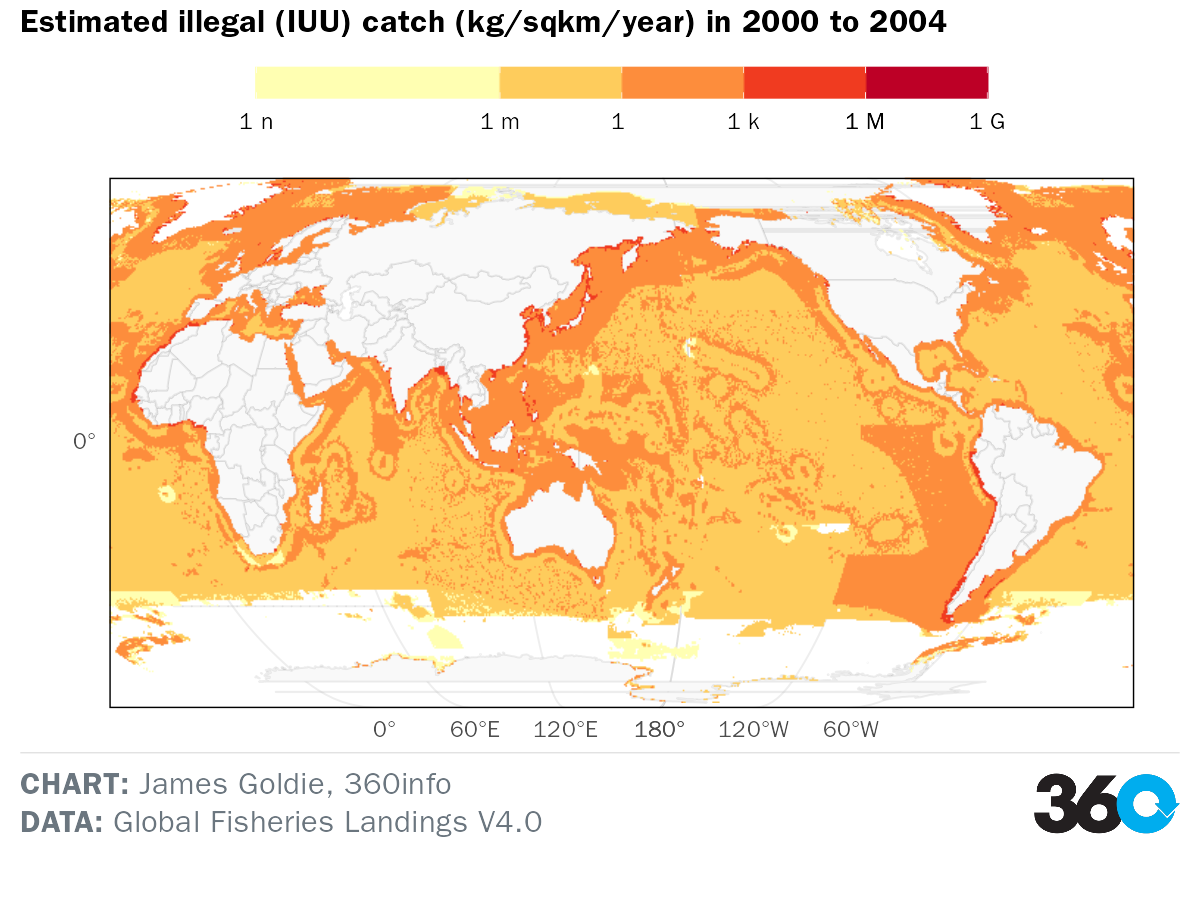 Estimated illegal (IUU) catch (kg/sqkm/year) in 2000 to 2004
1 n 1 m 1 1 k 1 M 1 G
0°
0° 60°E 120°E 180° 120°W 60°W
CHART: James Goldie, 360info
DATA: Global Fisheries Landings V4.0
360